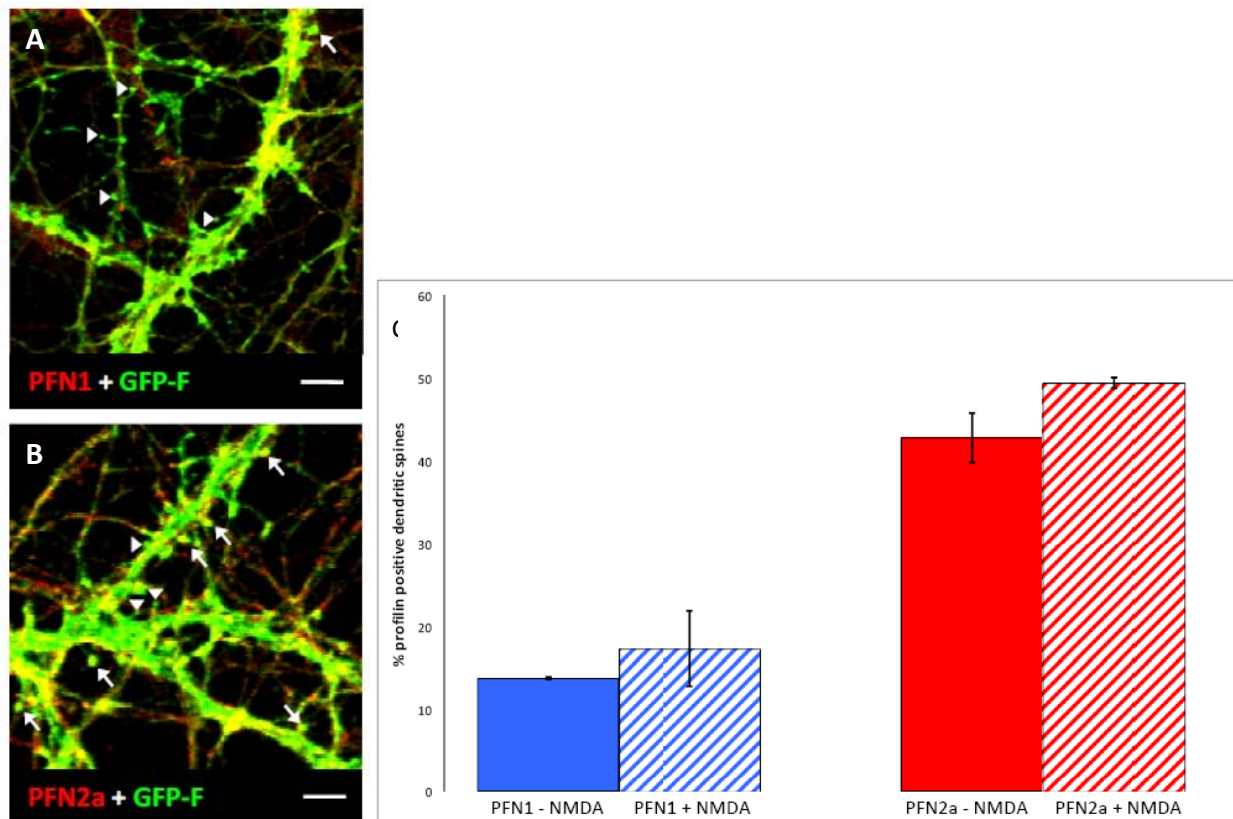 A
PFN1 + GFP-F
B
PFN2a + GFP-F
% profilin positive dendritic spines
60
50
40
30
20
10
0
PFN1 - NMDA
PFN1 + NMDA
PFN2a - NMDA
PFN2a + NMDA